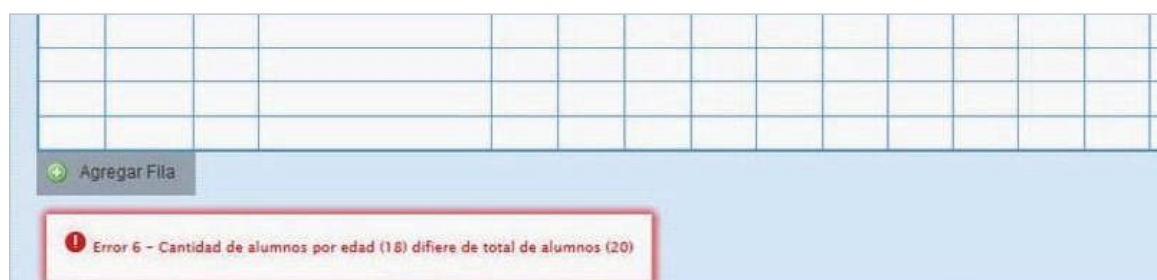 Agregar Fila
Error 6 - Cantidad de alumnos por edad (18) difiere de total de alumnos (20)